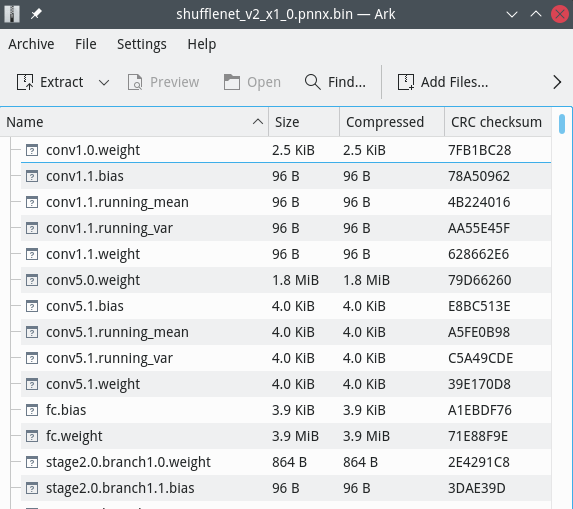 shufflenet_v2_x1_0.pnnx.bin — Ark
Archive File Settings Help
Extract Preview Open Find... Add Files...
Name Size Compressed CRC checksum
conv1.0.weight 2.5 KiB 2.5 KiB 7FB1BC28
conv1.1.bias 96 B 96 B 78A50962
conv1.1.running_mean 96 B 96 B 4B224016
conv1.1.running_var 96 B 96 B AA55E45F
conv1.1.weight 96 B 96 B 628662E6
conv5.0.weight 1.8 MiB 1.8 MiB 79D66260
conv5.1.bias 4.0 KiB 4.0 KiB E8BC513E
conv5.1.running_mean 4.0 KiB 4.0 KiB A5FE0B98
conv5.1.running_var 4.0 KiB 4.0 KiB C5A49CDE
conv5.1.weight 4.0 KiB 4.0 KiB 39E170D8
fc.bias 3.9 KiB 3.9 KiB A1EBDF76
fc.weight 3.9 MiB 3.9 MiB 71E88F9E
stage2.0.branch1.0.weight 864 B 864 B 2E4291C8
stage2.0.branch1.1.bias 96 B 96 B 3DAE39D